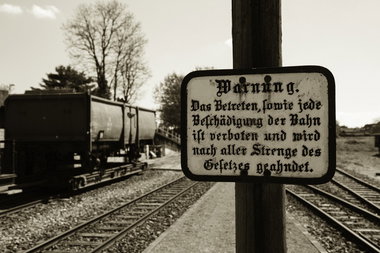 Warnung.
Das Betreten, sowie jede
Beschädigung der Bahn
ist verboten und wird
nach aller Strenge des
Gesetzes geahndet.